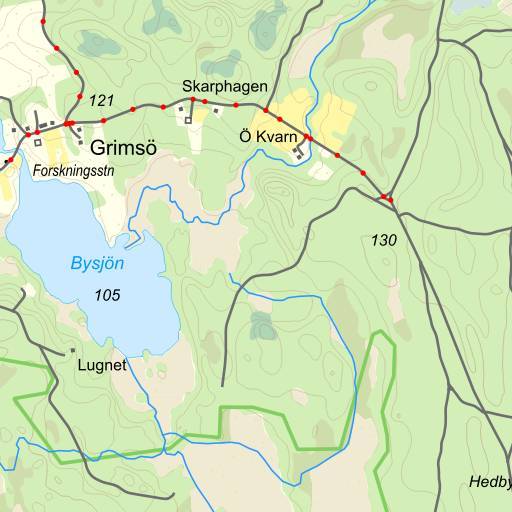 Skarphagen
121
Ö Kvarn
Grimsö
Forskningsstn
130
Bysjön
105
Lugnet
Hedby